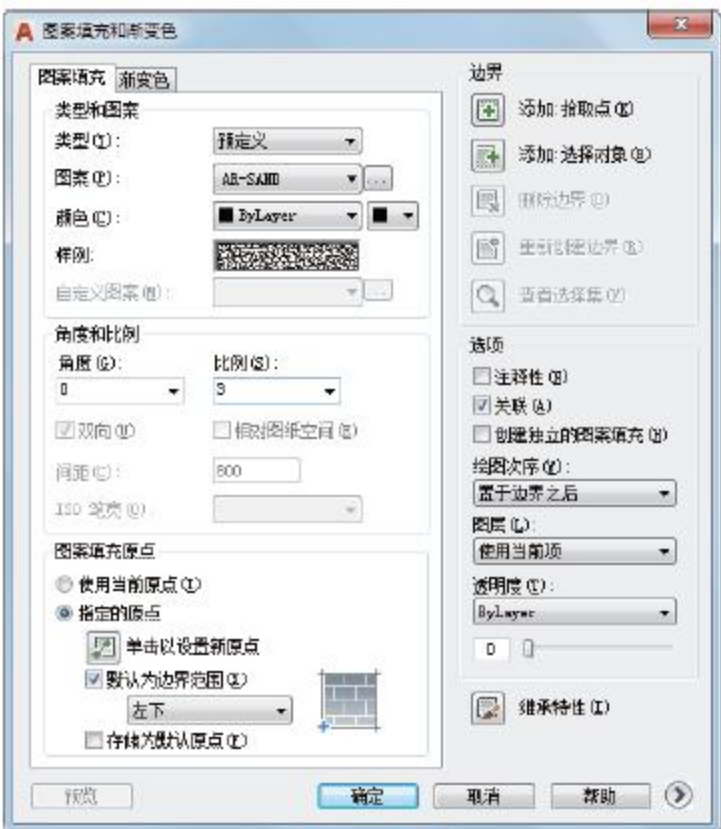 图案填充和渐变色
图案填充 渐变色
类型和图案
类型(Y): 预定义
图案(P): AR-SAND ...
颜色(C): ByLayer
样例:
自定义图案(M): ...
角度和比例
角度(G): 比例(S):
0 3
双向(U) 相对图纸空间(E)
间距(C): 800
ISO 笔宽(O):
图案填充原点
使用当前原点(T)
指定的原点
单击以设置新原点
默认为边界范围(X)
左下
存储为默认原点(F)
预览
边界
添加:拾取点(K)
添加:选择对象(B)
删除边界(D)
重新创建边界(R)
查看选择集(V)
选项
注释性(N)
关联(A)
创建独立的图案填充(H)
绘图次序(W):
置于边界之后
图层(L):
使用当前项
透明度(T):
ByLayer
0
继承特性(I)
确定 取消 帮助